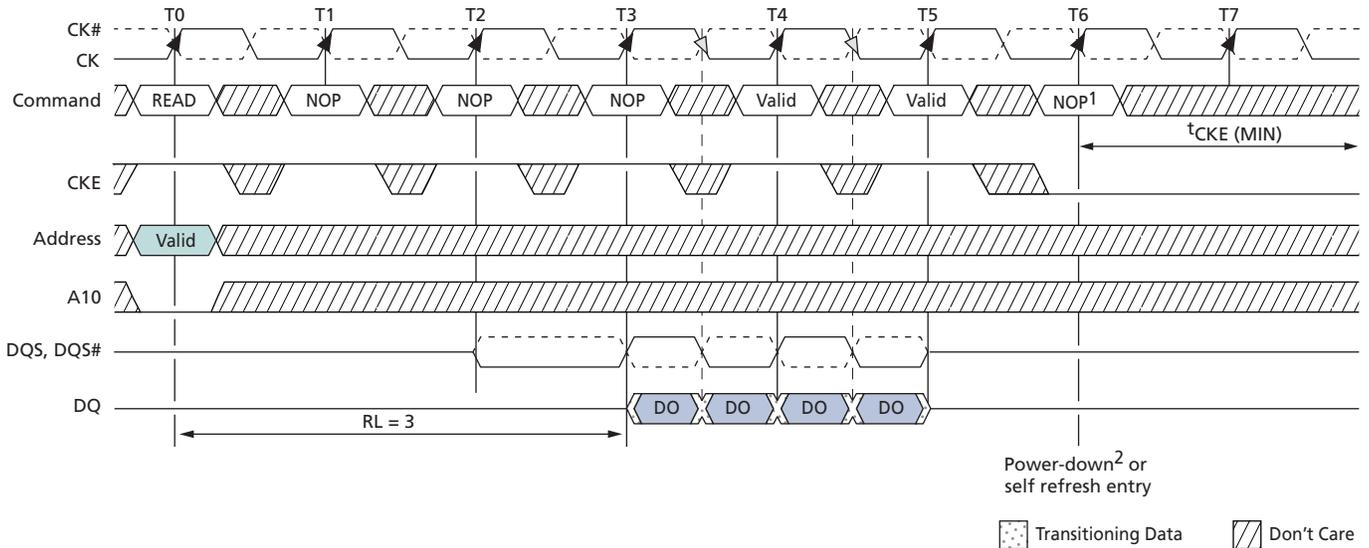 T0 T1 T2 T3 T4 T5 T6 T7
CK#
CK
Command READ NOP NOP NOP Valid Valid NOP1
tCKE (MIN)
CKE
Address Valid
A10
DQS, DQS#
DQ DO DO DO DO
RL = 3
Power-down2 or
self refresh entry
Transitioning Data Don't Care